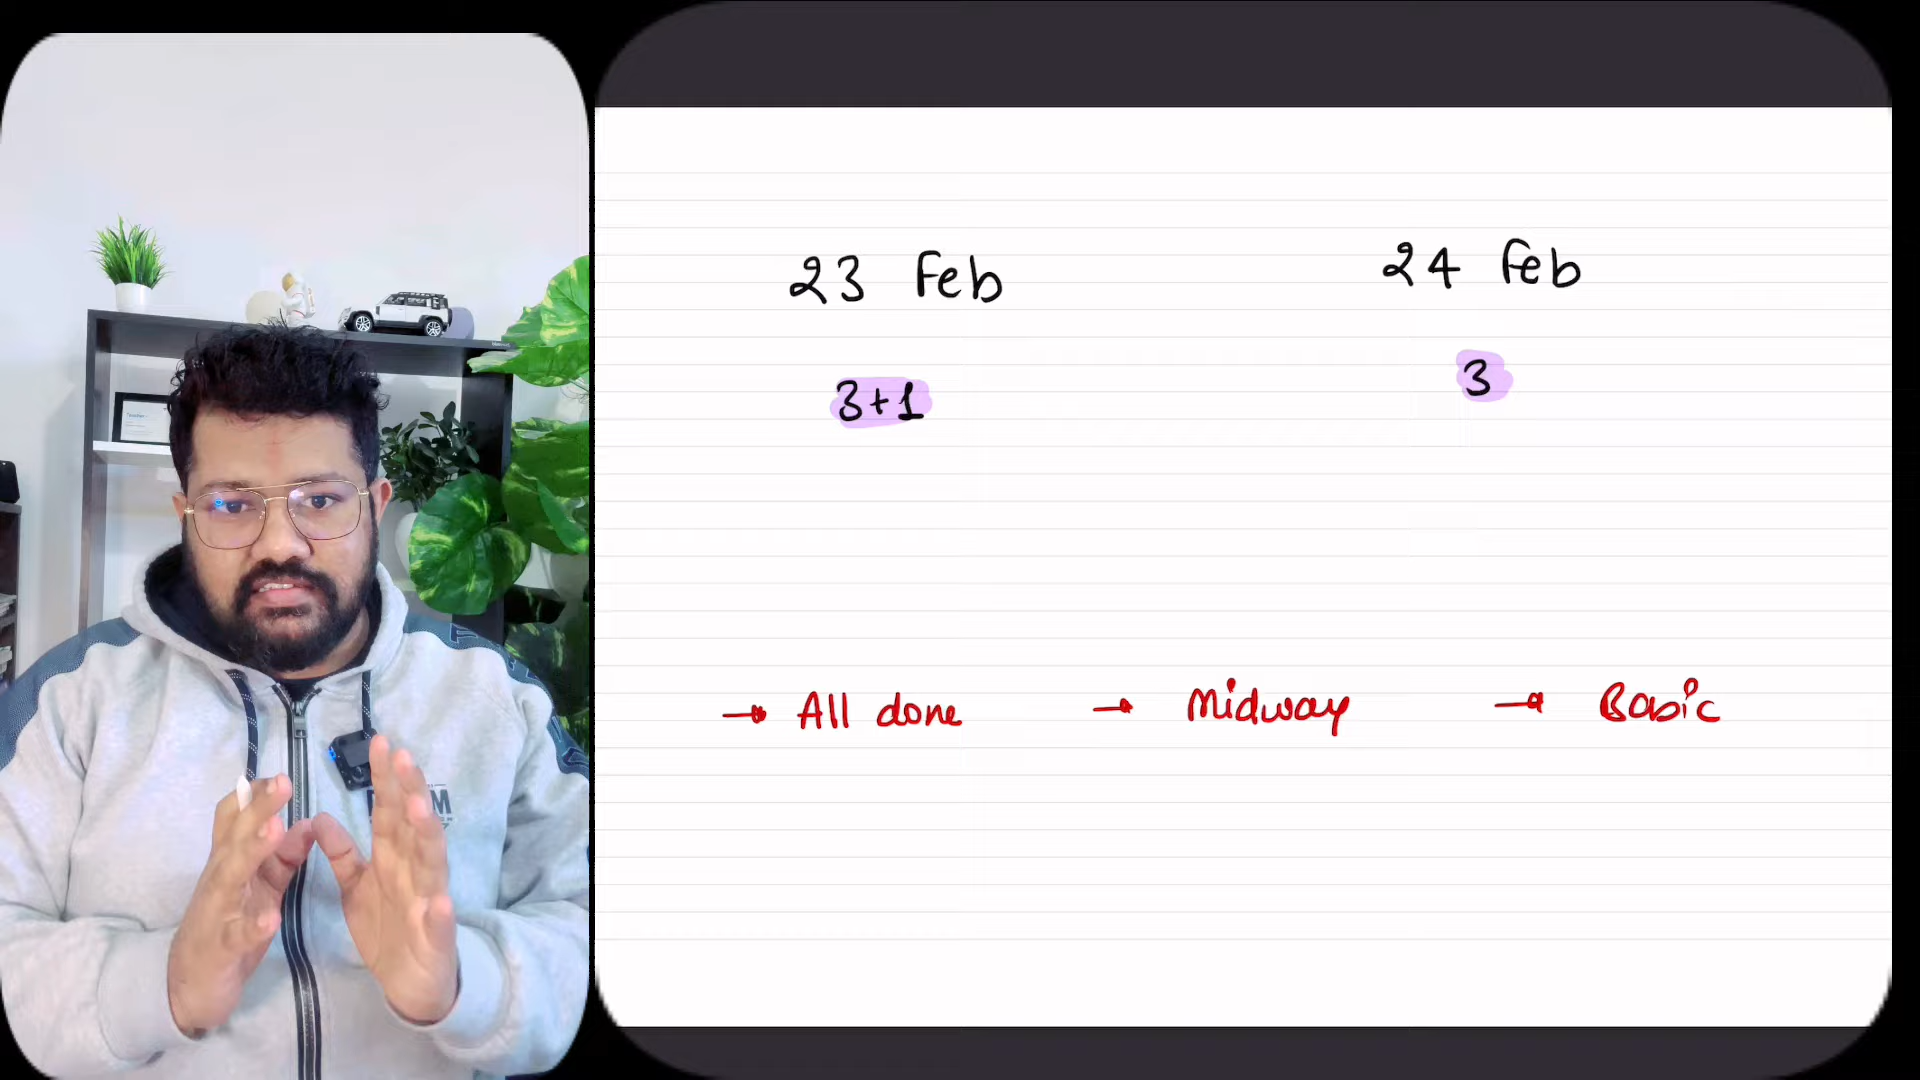 23 Feb
24 Feb
3+1
3
→ All done → Midway → Basic